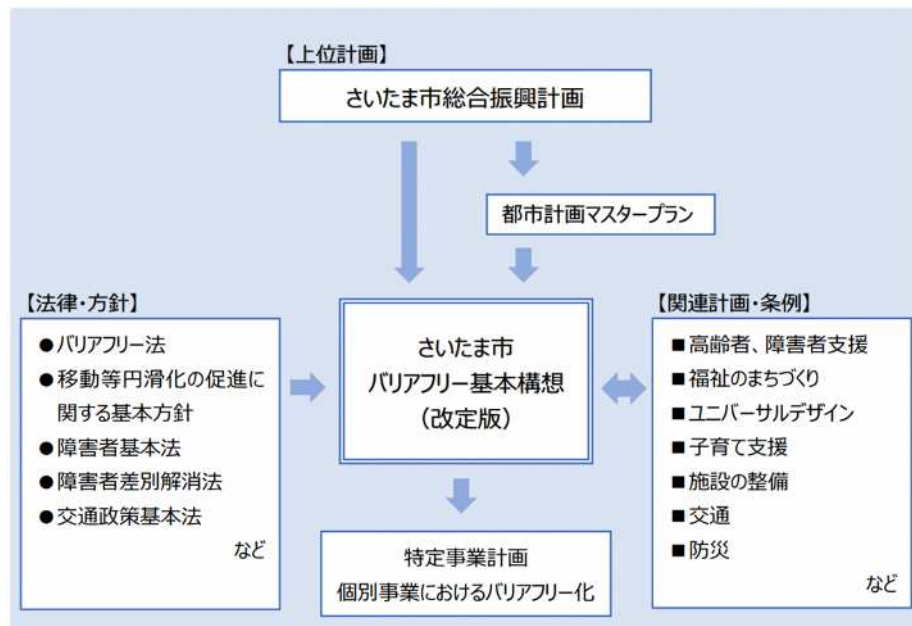 【上位計画】
さいたま市総合振興計画
都市計画マスタープラン
【法律・方針】
●バリアフリー法
●移動等円滑化の促進に
関する基本方針
●障害者基本法
●障害者差別解消法
●交通政策基本法
など
さいたま市
バリアフリー基本構想
（改定版）
【関連計画・条例】
■高齢者、障害者支援
■福祉のまちづくり
■ユニバーサルデザイン
■子育て支援
■施設の整備
■交通
■防災
など
特定事業計画
個別事業におけるバリアフリー化